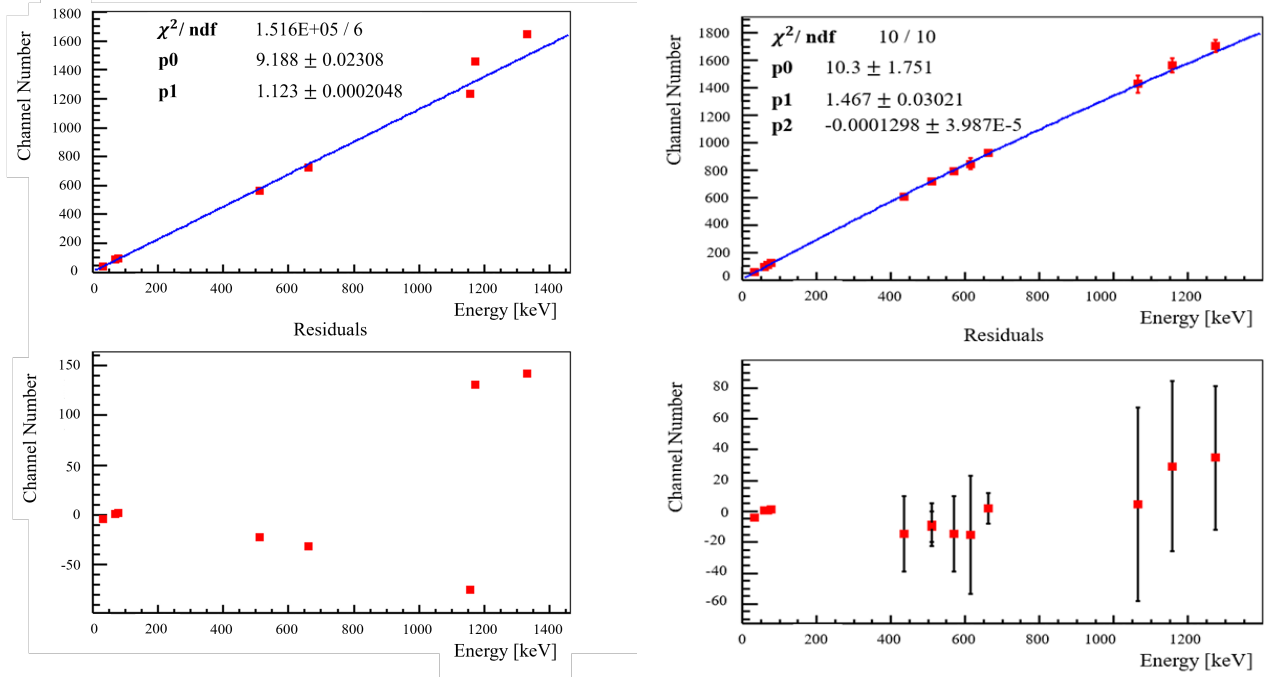 χ²/ ndf 1.516E+05 / 6
p0 9.188 ± 0.02308
p1 1.123 ± 0.0002048
Channel Number
1800
1600
1400
1200
1000
800
600
400
200
0
0 200 400 600 800 1000 1200 1400
Energy [keV]
Residuals
Channel Number
150
100
50
0
-50
0 200 400 600 800 1000 1200 1400
Energy [keV]
χ²/ ndf 10 / 10
p0 10.3 ± 1.751
p1 1.467 ± 0.03021
p2 -0.0001298 ± 3.987E-5
Channel Number
1800
1600
1400
1200
1000
800
600
400
200
0
0 200 400 600 800 1000 1200
Energy [keV]
Residuals
Channel Number
80
60
40
20
0
-20
-40
-60
0 200 400 600 800 1000 1200
Energy [keV]